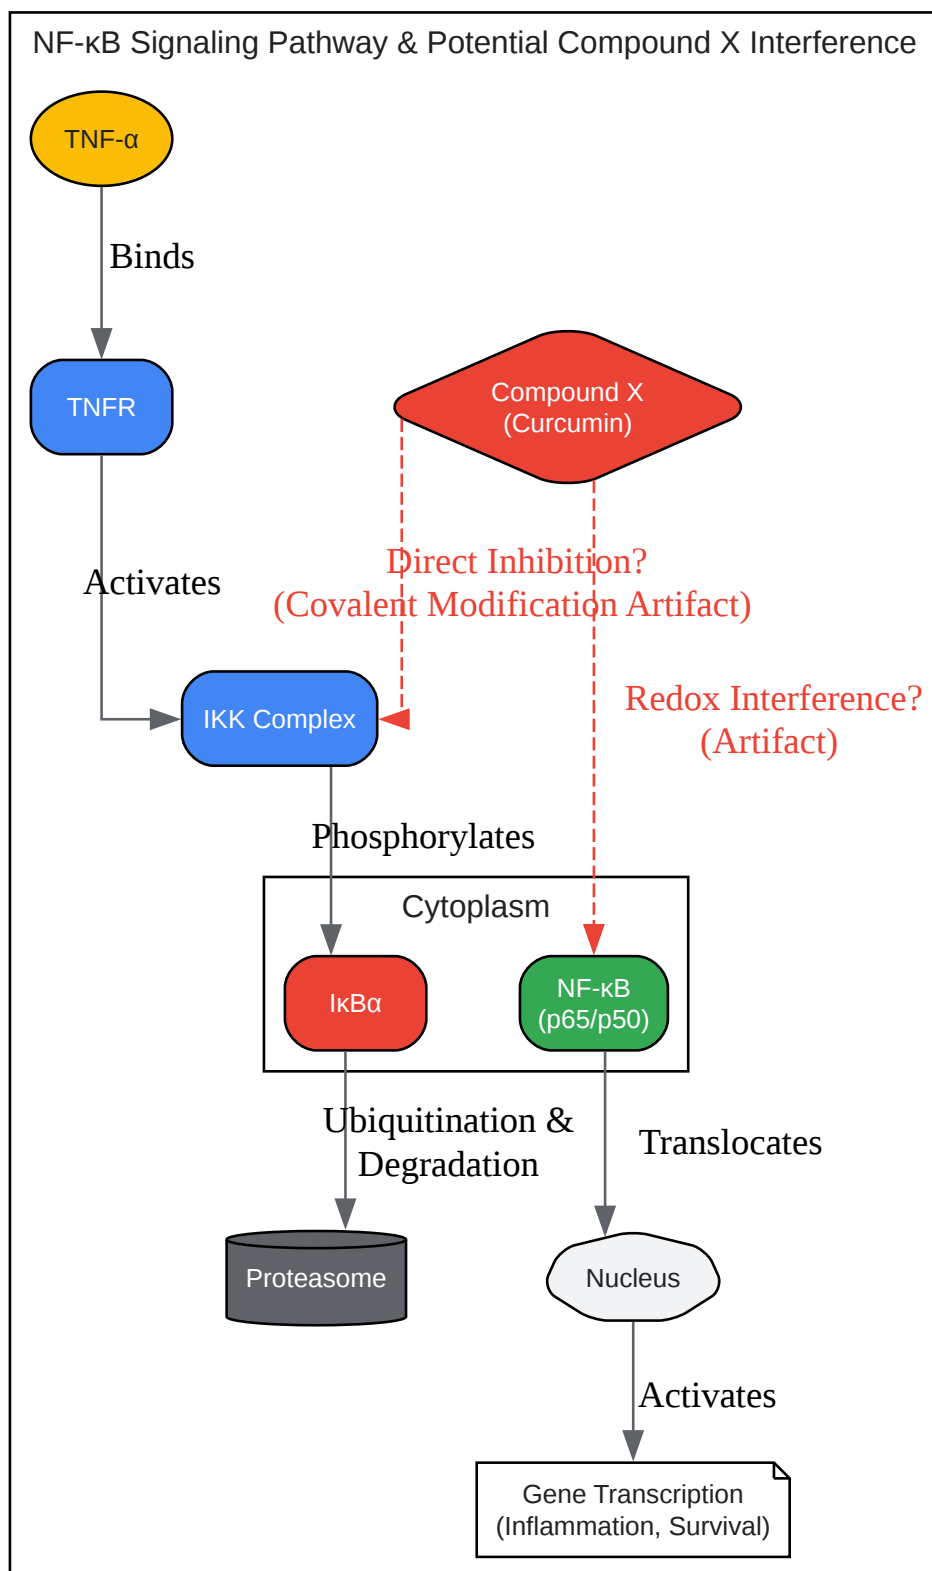 NF-κB Signaling Pathway & Potential Compound X Interference
TNF-α
Binds
TNFR
Compound X
(Curcumin)
Activates
Direct Inhibition?
(Covalent Modification Artifact)
IKK Complex
Redox Interference?
(Artifact)
Phosphorylates
Cytoplasm
IκBα
NF-κB
(p65/p50)
Ubiquitination &
Degradation
Translocates
Proteasome
Nucleus
Activates
Gene Transcription
(Inflammation, Survival)